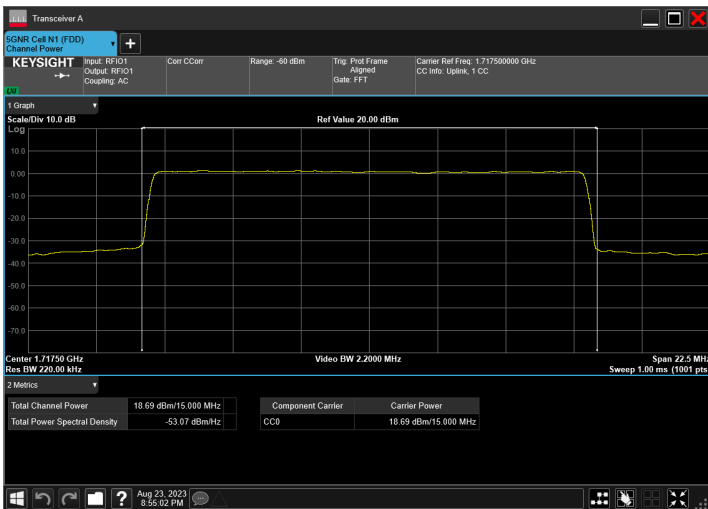 Transceiver A
5GNR Cell N1 (FDD)
Channel Power
KEYSIGHT
Input: RFIO1
Output: RFIO1
Coupling: AC
Corr CCorr
Range: -60 dBm
Trig: Prot Frame
Aligned
Gate: FFT
Carrier Ref Freq: 1.717500000 GHz
CC Info: Uplink, 1 CC
1 Graph
Scale/Div 10.0 dB
Ref Value 20.00 dBm
Log
10.0
0.00
-10.0
-20.0
-30.0
-40.0
-50.0
-60.0
-70.0
Center 1.71750 GHz
Video BW 2.2000 MHz
Span 22.5 MHz
Res BW 220.00 kHz
Sweep 1.00 ms (1001 pts
2 Metrics
Total Channel Power 18.69 dBm/15.000 MHz
Total Power Spectral Density -53.07 dBm/Hz
Component Carrier Carrier Power
CC0 18.69 dBm/15.000 MHz
Aug 23, 2023
8:55:02 PM